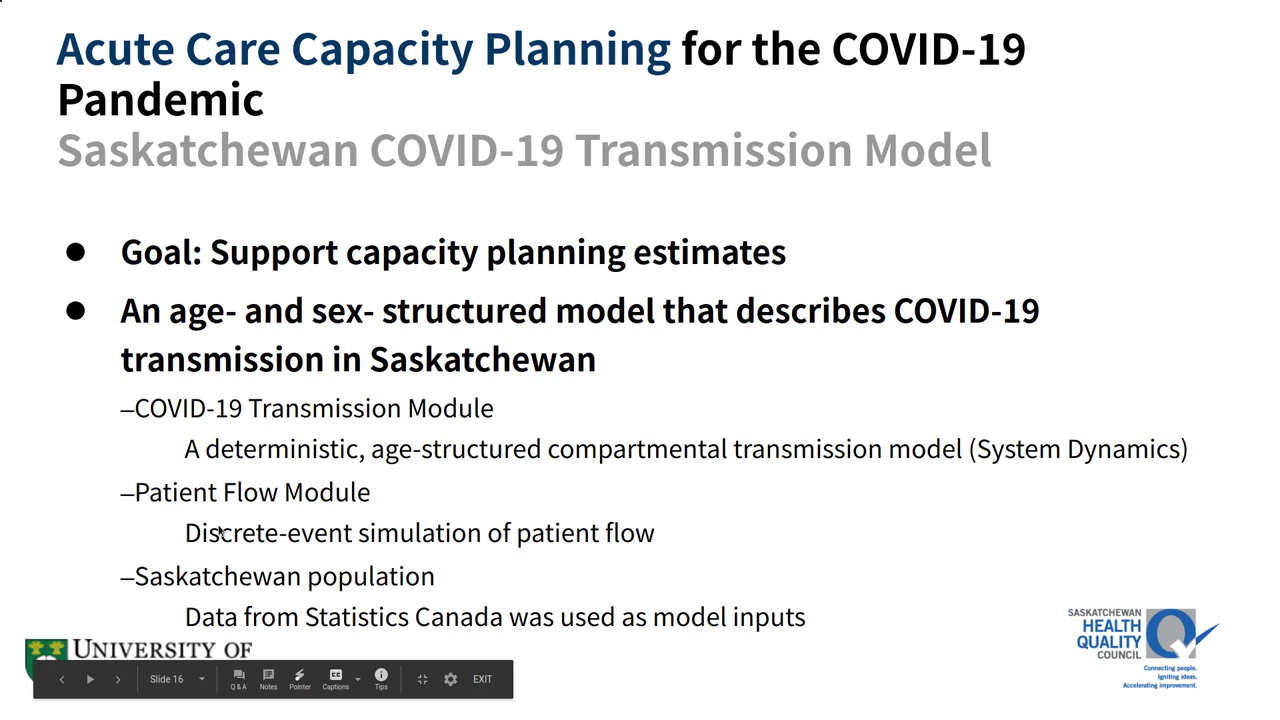 Acute Care Capacity Planning for the COVID-19
Pandemic
Saskatchewan COVID-19 Transmission Model
● Goal: Support capacity planning estimates
● An age- and sex- structured model that describes COVID-19
transmission in Saskatchewan
–COVID-19 Transmission Module
A deterministic, age-structured compartmental transmission model (System Dynamics)
–Patient Flow Module
Discrete-event simulation of patient flow
–Saskatchewan population
Data from Statistics Canada was used as model inputs
UNIVERSITY OF
Slide 16
Q & A
Notes
Pointer
CC
Captions
Tips
EXIT
SASKATCHEWAN
HEALTH
QUALITY
COUNCIL
Connecting people.
Igniting ideas.
Accelerating improvement.